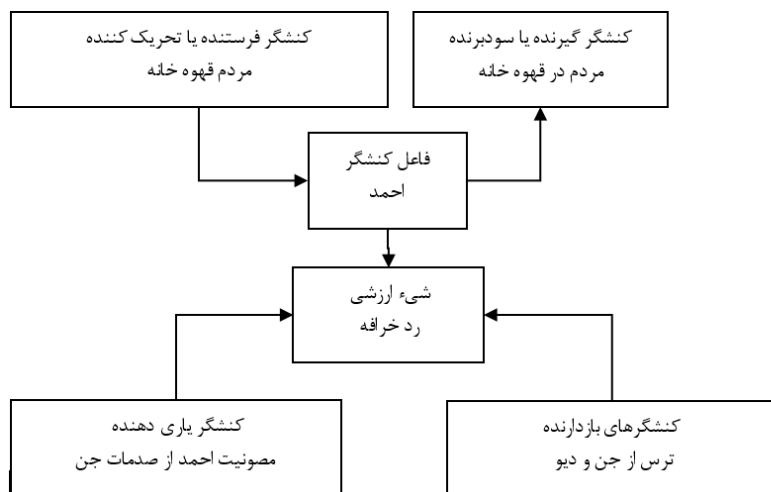 کنشگر گیرنده یا سودبرنده
مردم در قهوه خانه
کنشگر فرستنده یا تحریک کننده
مردم قهوه خانه
فاعل کنشگر
احمد
شیء ارزشی
رد خرافه
کنشگرهای بازدارنده
ترس از جن و دیو
کنشگر یاری دهنده
مصونیت احمد از صدمات جن